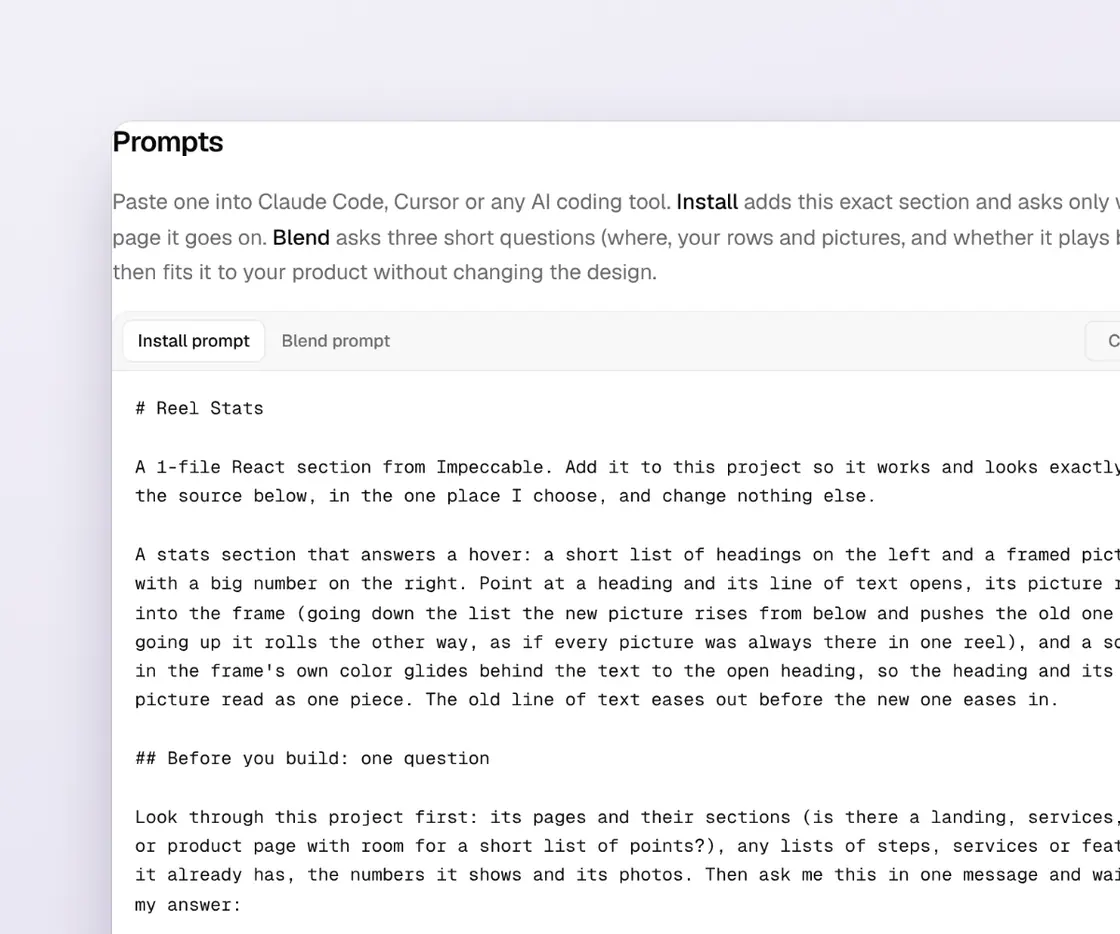 Prompts
Paste one into Claude Code, Cursor or any AI coding tool. Install adds this exact section and asks only
page it goes on. Blend asks three short questions (where, your rows and pictures, and whether it plays
then fits it to your product without changing the design.
Install prompt
Blend prompt
# Reel Stats
A 1-file React section from Impeccable. Add it to this project so it works and looks exactly
the source below, in the one place I choose, and change nothing else.
A stats section that answers a hover: a short list of headings on the left and a framed
with a big number on the right. Point at a heading and its line of text opens, its picture
into the frame (going down the list the new picture rises from below and pushes the old one
going up it rolls the other way, as if every picture was always there in one reel), and a
in the frame's own color glides behind the text to the open heading, so the heading and its
picture read as one piece. The old line of text eases out before the new one eases in.
## Before you build: one question
Look through this project first: its pages and their sections (is there a landing, services,
or product page with room for a short list of points?), any lists of steps, services or
it already has, the numbers it shows and its photos. Then ask me this in one message and
my answer: